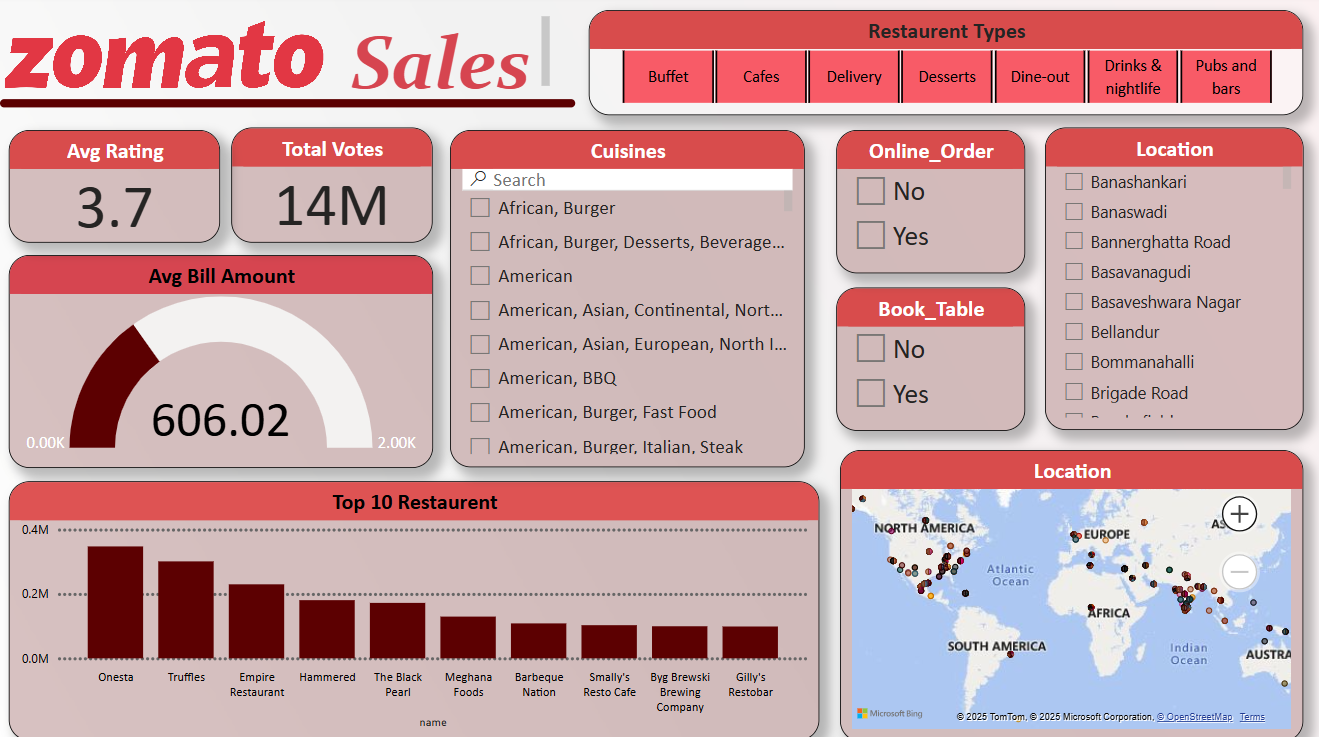 zomato Sales
Restaurent Types
Buffet
Cafes
Delivery
Desserts
Dine-out
Drinks &
nightlife
Pubs and
bars
Avg Rating
3.7
Total Votes
14M
Avg Bill Amount
606.02
0.00K
2.00K
Cuisines
Search
African, Burger
African, Burger, Desserts, Beverage...
American
American, Asian, Continental, Nort...
American, Asian, European, North I...
American, BBQ
American, Burger, Fast Food
American, Burger, Italian, Steak
Online_Order
No
Yes
Book_Table
No
Yes
Location
Banashankari
Banaswadi
Bannerghatta Road
Basavanagudi
Basaveshwara Nagar
Bellandur
Bommanahalli
Brigade Road
Top 10 Restaurent
0.4M
0.2M
0.0M
Onesta
Truffles
Empire
Restaurant
Hammered
The Black
Pearl
Meghana
Foods
Barbeque
Nation
Smally's
Resto Cafe
Byg Brewski
Brewing
Company
Gilly's
Restobar
name
Location
NORTH AMERICA
EUROPE
AS
Atlantic
Ocean
AFRICA
SOUTH AMERICA
Indian
Ocean
AUSTRA
Microsoft Bing
© 2025 TomTom, © 2025 Microsoft Corporation, © OpenStreetMap Terms